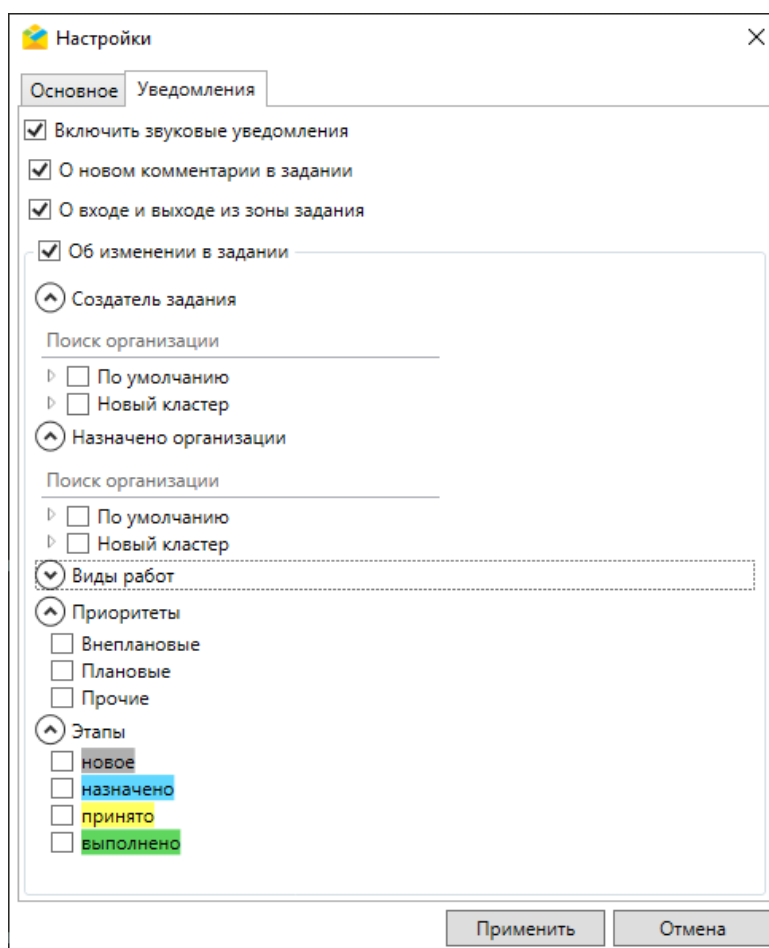 Настройки
Основное Уведомления
Включить звуковые уведомления
О новом комментарии в задании
О входе и выходе из зоны задания
Об изменении в задании
Создатель задания
Поиск организации
По умолчанию
Новый кластер
Назначено организации
Поиск организации
По умолчанию
Новый кластер
Виды работ
Приоритеты
Внеплановые
Плановые
Прочие
Этапы
новое
назначено
принято
выполнено
Применить Отмена